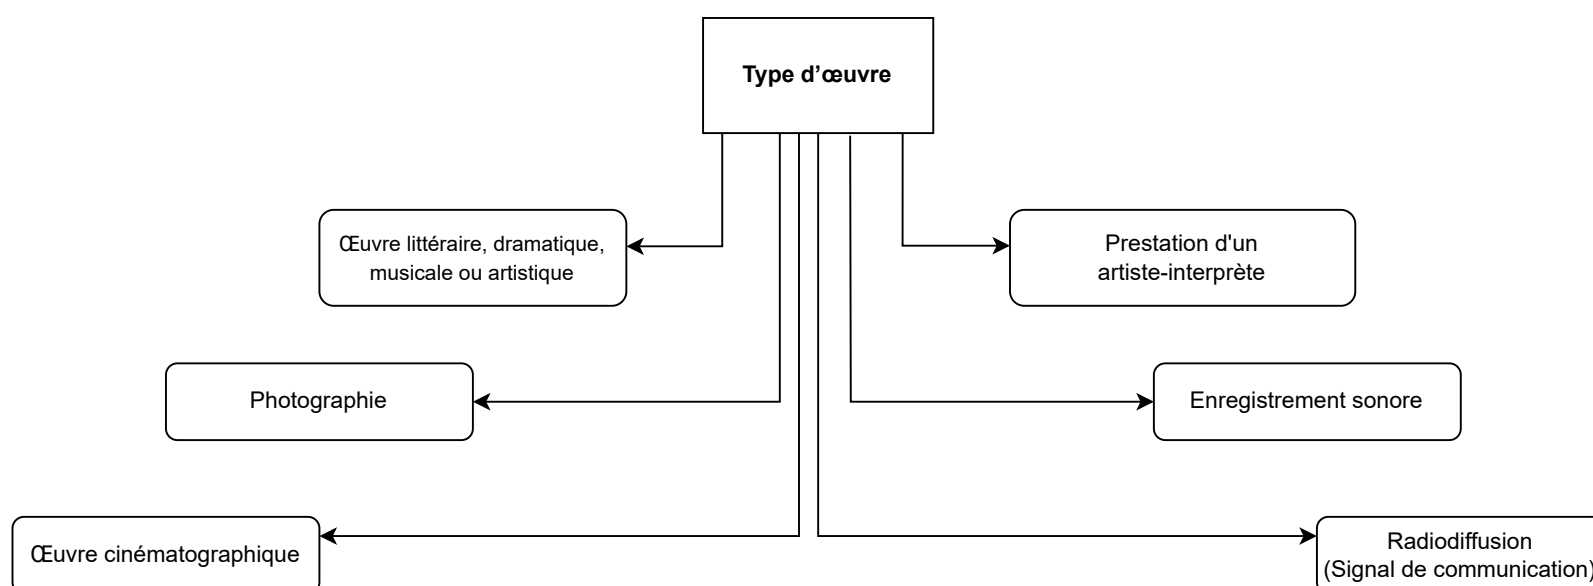 Type d’œuvre
Œuvre littéraire, dramatique,
musicale ou artistique
Prestation d'un
artiste-interprète
Photographie
Enregistrement sonore
Œuvre cinématographique
Radiodiffusion
(Signal de communication)